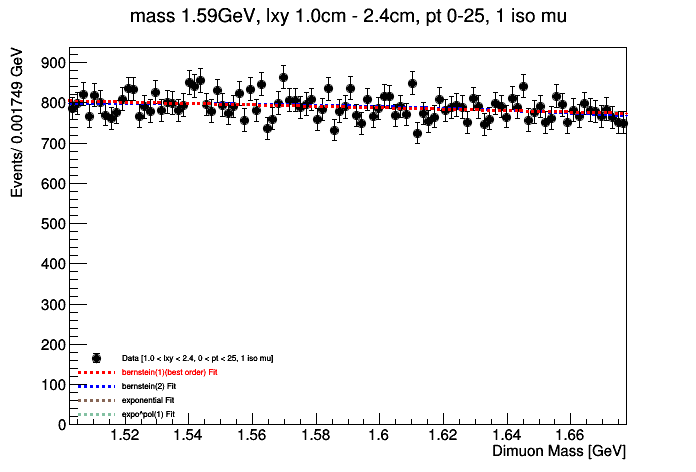 mass 1.59GeV, lxy 1.0cm - 2.4cm, pt 0-25, 1 iso mu
Events/ 0.001749 GeV
900
800
700
600
500
400
300
200
100
0
Data [1.0 < lxy < 2.4, 0 < pt < 25, 1 iso mu]
bernstein(1)(best order) Fit
bernstein(2) Fit
exponential Fit
expo*pol(1) Fit
1.52 1.54 1.56 1.58 1.6 1.62 1.64 1.66
Dimuon Mass [GeV]